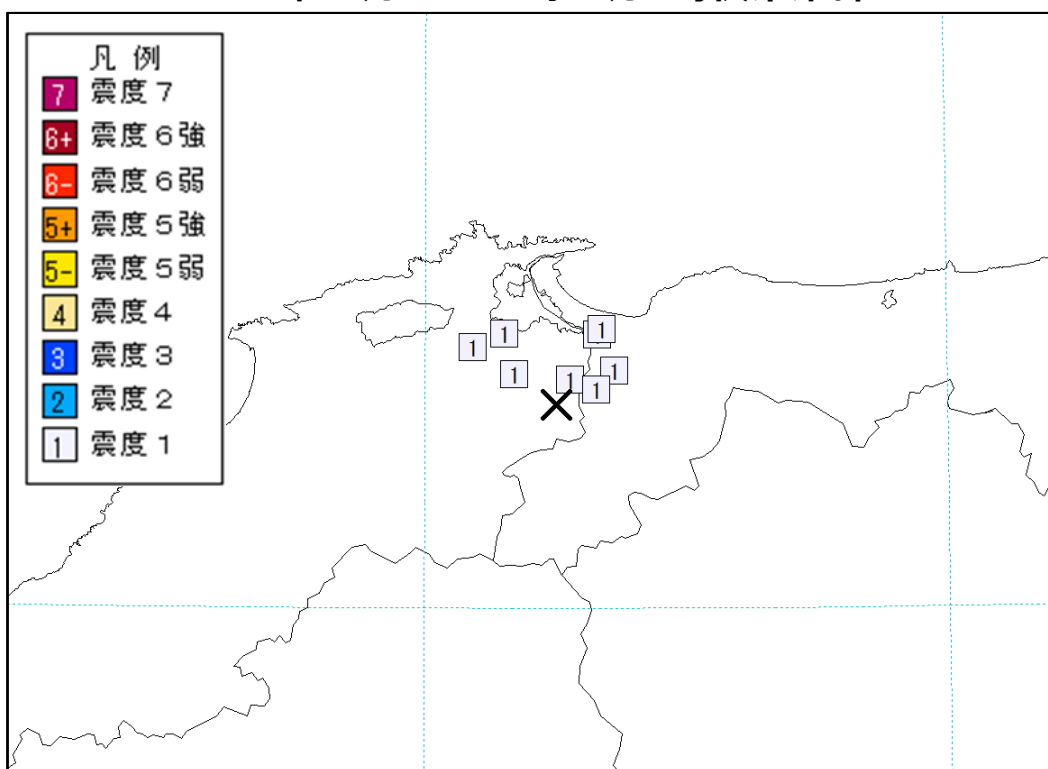 凡 例
7 震度７
6+ 震度６強
6- 震度６弱
5+ 震度５強
5- 震度５弱
4 震度４
3 震度３
2 震度２
1 震度１
1
1
1
1
1
1
1